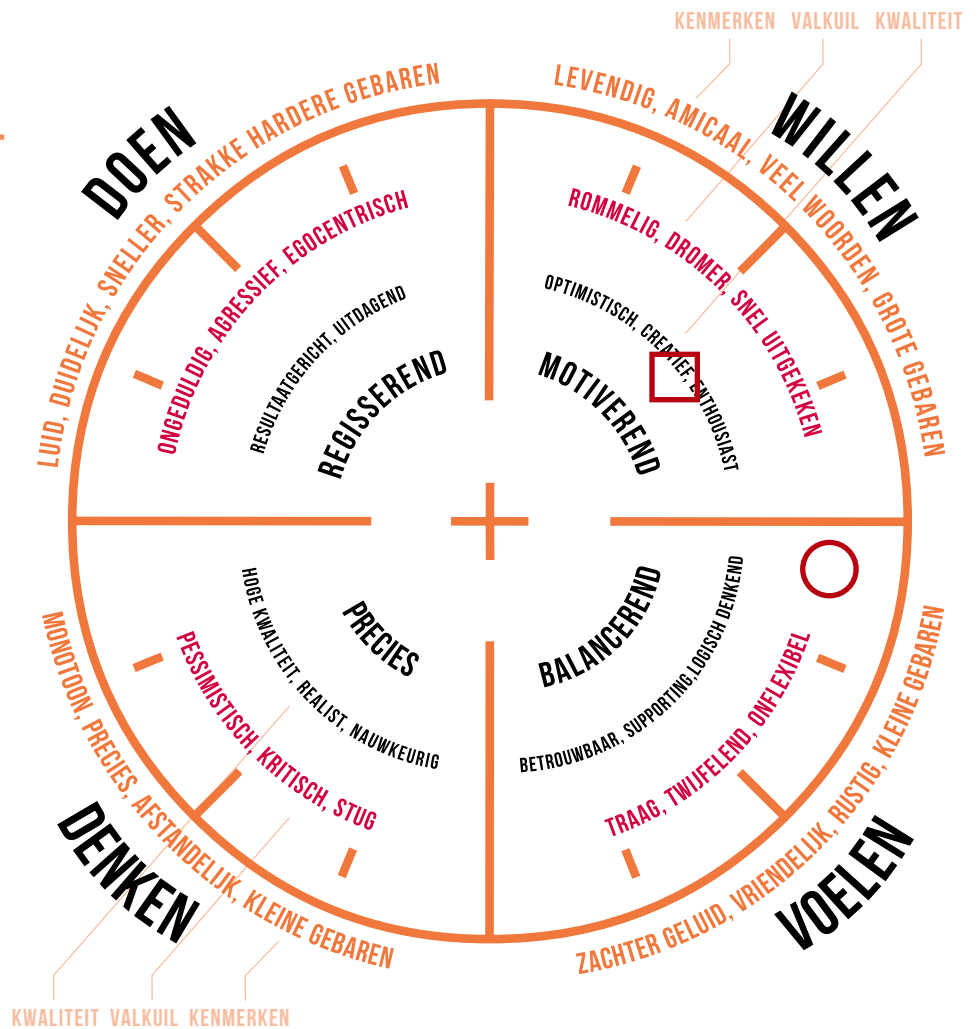 KENMERKEN VALKUIL KWALITEIT
DOEN
LUID, DUIDELIJK, SNELLER, STRAKKE HARDERE GEBAREN
ONGEDULDIG, AGRESSIEF, EGOCENTRISCH
RESULTAATGERICHT, UITDAGEND
REGISSEREND
WILLEN
LEVENDIG, AMICAAL, VEEL WOORDEN, GROTE GEBAREN
ROMMELIG, DROMER, SNEL UITGEKEKEN
OPTIMISTISCH, CREATIEF, ENTHOUSIAST
MOTIVEREND
PRECIES
HOGE KWALITEIT, REALIST, NAUWKEURIG
PESSIMISTISCH, KRITISCH, STUG
MONOTOON, PRECIES, AFSTANDELIJK, KLEINE GEBAREN
DENKEN
BALANCEREND
BETROUWBAAR, SUPPORTING,LOGISCH DENKEND
TRAAG, TWIJFELEND, ONFLEXIBEL
ZACHTER GELUID, VRIENDELIJK, RUSTIG, KLEINE GEBAREN
VOELEN
KWALITEIT VALKUIL KENMERKEN